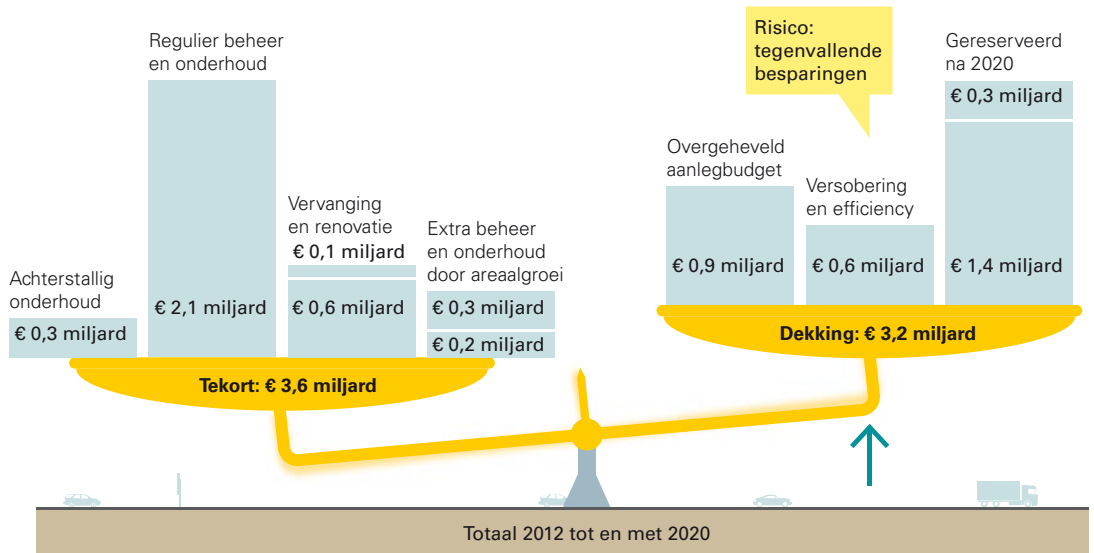 Achterstallig
onderhoud
€ 0,3 miljard
Regulier beheer
en onderhoud
€ 2,1 miljard
Vervanging
en renovatie
€ 0,1 miljard
€ 0,6 miljard
Extra beheer
en onderhoud
door areaalgroei
€ 0,3 miljard
€ 0,2 miljard
Tekort: € 3,6 miljard
Overgeheveld
aanlegbudget
€ 0,9 miljard
Risico:
tegenvallende
besparingen
Versobering
en efficiency
€ 0,6 miljard
Gereserveerd
na 2020
€ 0,3 miljard
€ 1,4 miljard
Dekking: € 3,2 miljard
Totaal 2012 tot en met 2020